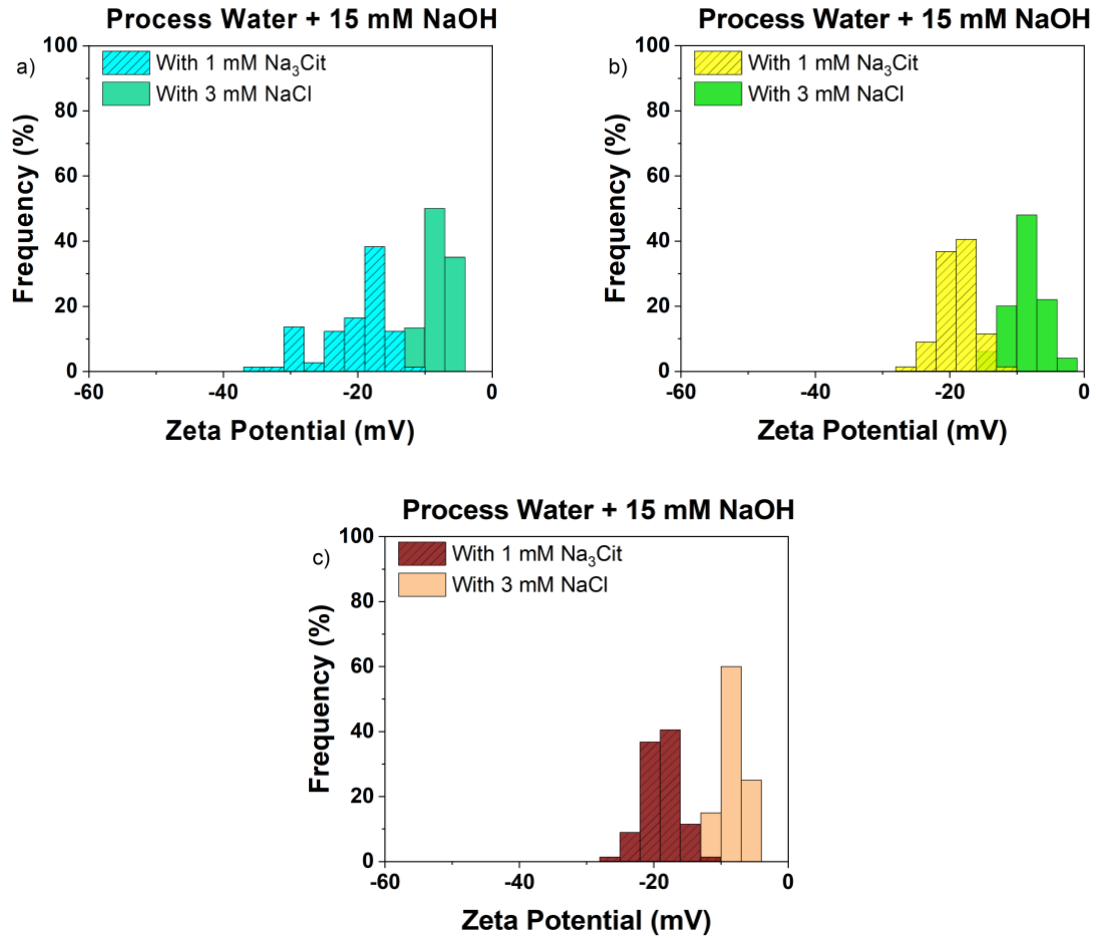 Process Water + 15 mM NaOH
a)
With 1 mM Na₃Cit
With 3 mM NaCl
100
80
60
40
20
0
Frequency (%)
-60
-40
-20
0
Zeta Potential (mV)
Process Water + 15 mM NaOH
b)
With 1 mM Na₃Cit
With 3 mM NaCl
100
80
60
40
20
0
Frequency (%)
-60
-40
-20
0
Zeta Potential (mV)
Process Water + 15 mM NaOH
c)
With 1 mM Na₃Cit
With 3 mM NaCl
100
80
60
40
20
0
Frequency (%)
-60
-40
-20
0
Zeta Potential (mV)